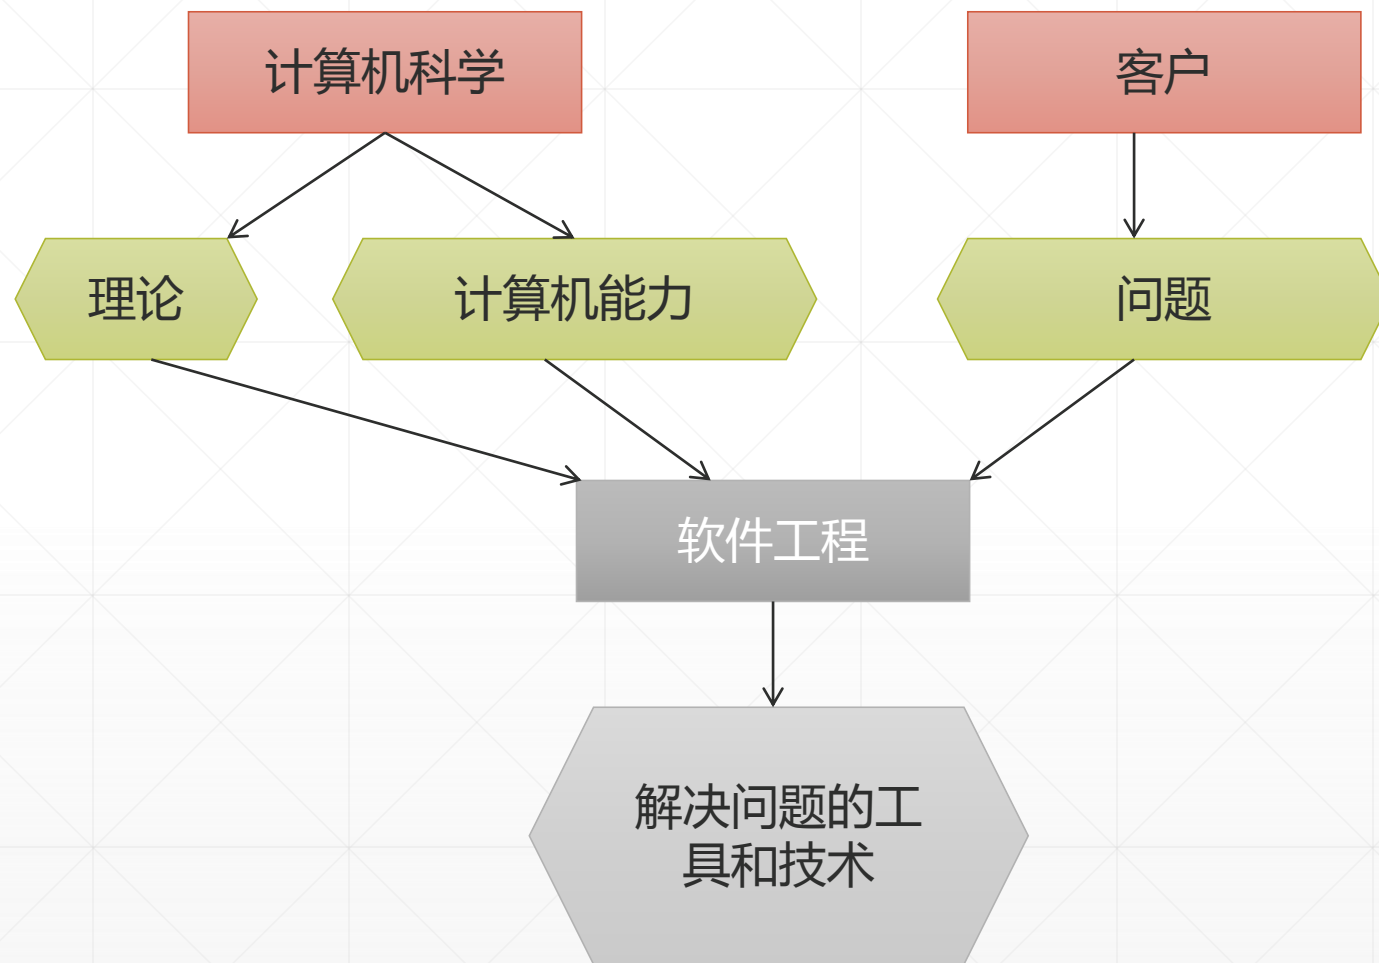 计算机科学
客户
理论
计算机能力
问题
软件工程
解决问题的工
具和技术